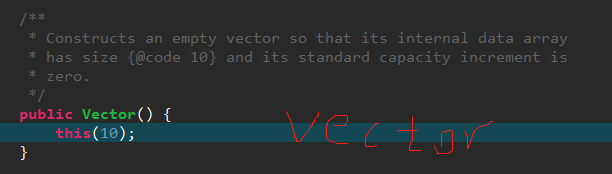 /**
 * Constructs an empty vector so that its internal data array
 * has size {@code 10} and its standard capacity increment is
 * zero.
 */
public Vector() {
    this(10);
}
vector